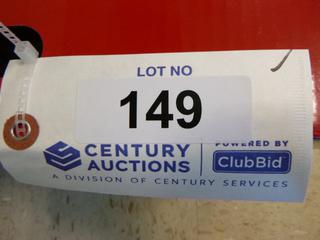 LOT NO
149
CENTURY
AUCTIONS
POWERED BY
ClubBid
A DIVISION OF CENTURY SERVICES